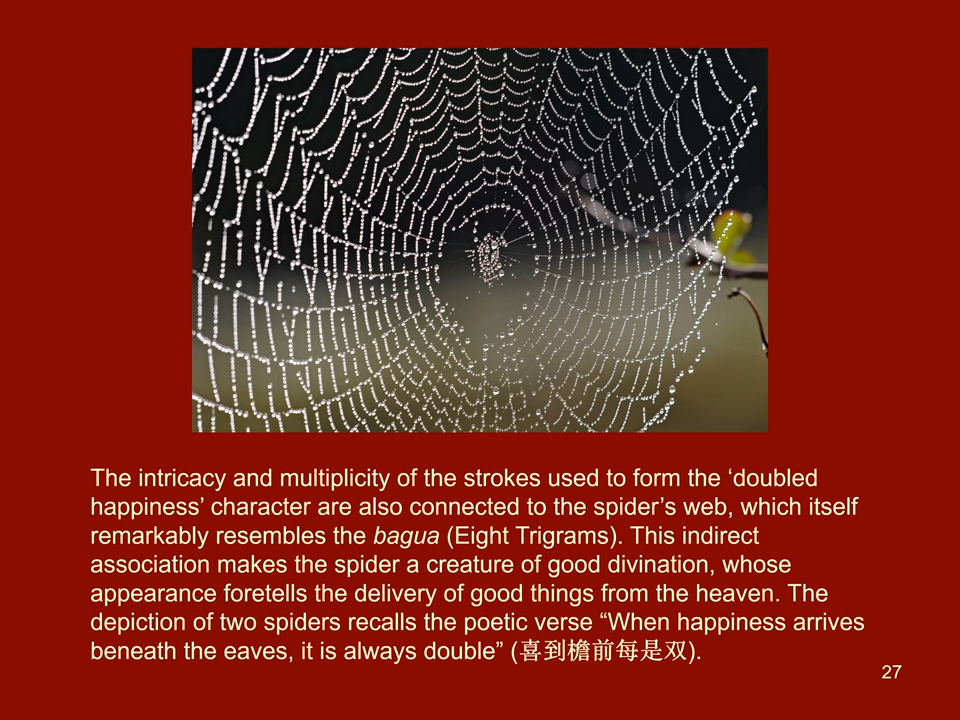 The intricacy and multiplicity of the strokes used to form the ‘doubled
happiness’ character are also connected to the spider’s web, which itself
remarkably resembles the bagua (Eight Trigrams). This indirect
association makes the spider a creature of good divination, whose
appearance foretells the delivery of good things from the heaven. The
depiction of two spiders recalls the poetic verse “When happiness arrives
beneath the eaves, it is always double” (喜到檐前每是双).
27